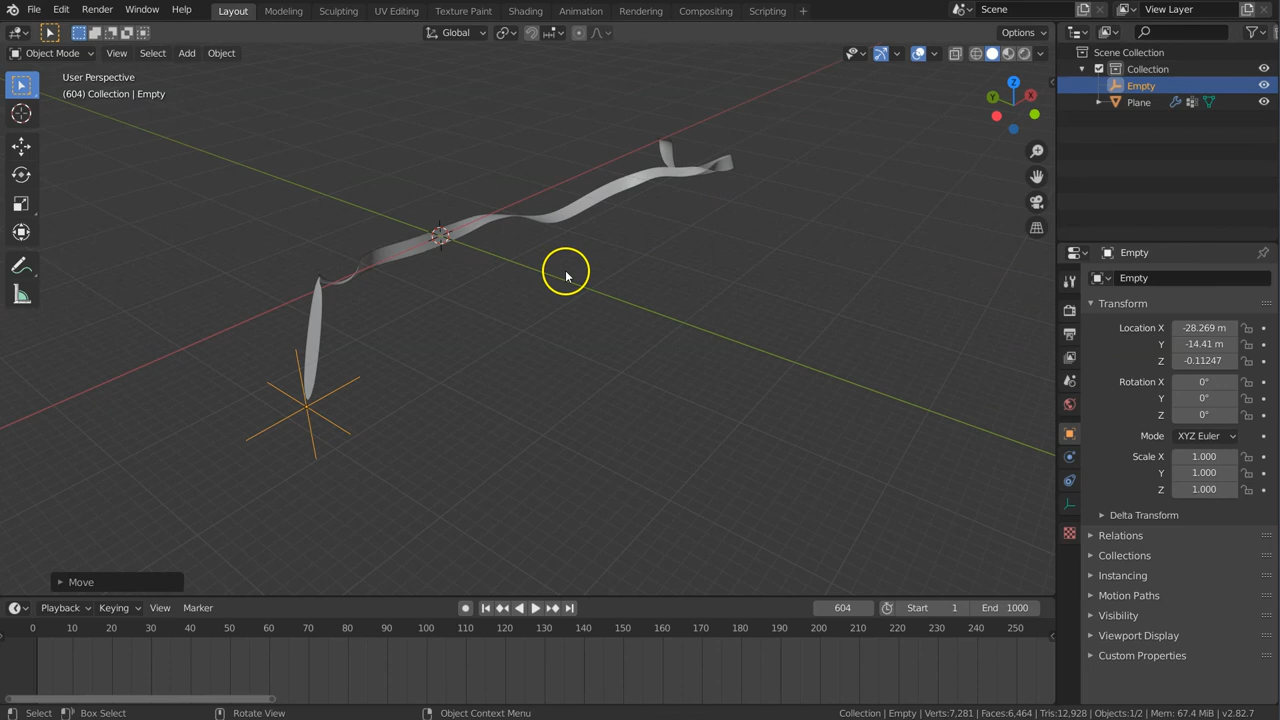 File Edit Render Window Help Layout Modeling Sculpting UV Editing Texture Paint Shading Animation Rendering Compositing Scripting + Scene View Layer
Global Options
Object Mode View Select Add Object
Scene Collection
Collection
Empty
Plane
User Perspective
(604) Collection | Empty
Z
Y
X
Empty
Empty
Transform
Location X -28.269 m
Y -14.41 m
Z -0.11247
Rotation X 0°
Y 0°
Z 0°
Mode XYZ Euler
Scale X 1.000
Y 1.000
Z 1.000
Delta Transform
Relations
Collections
Instancing
Motion Paths
Visibility
Viewport Display
Custom Properties
Move
Playback Keying View Marker 604 Start 1 End 1000
0 10 20 30 40 50 60 70 80 90 100 110 120 130 140 150 160 170 180 190 200 210 220 230 240 250
Select Box Select Rotate View Object Context Menu Collection | Empty | Verts:7,281 | Faces:6,464 | Tris:12,928 | Objects:1/2 | Mem: 67.4 MiB | v2.82.7